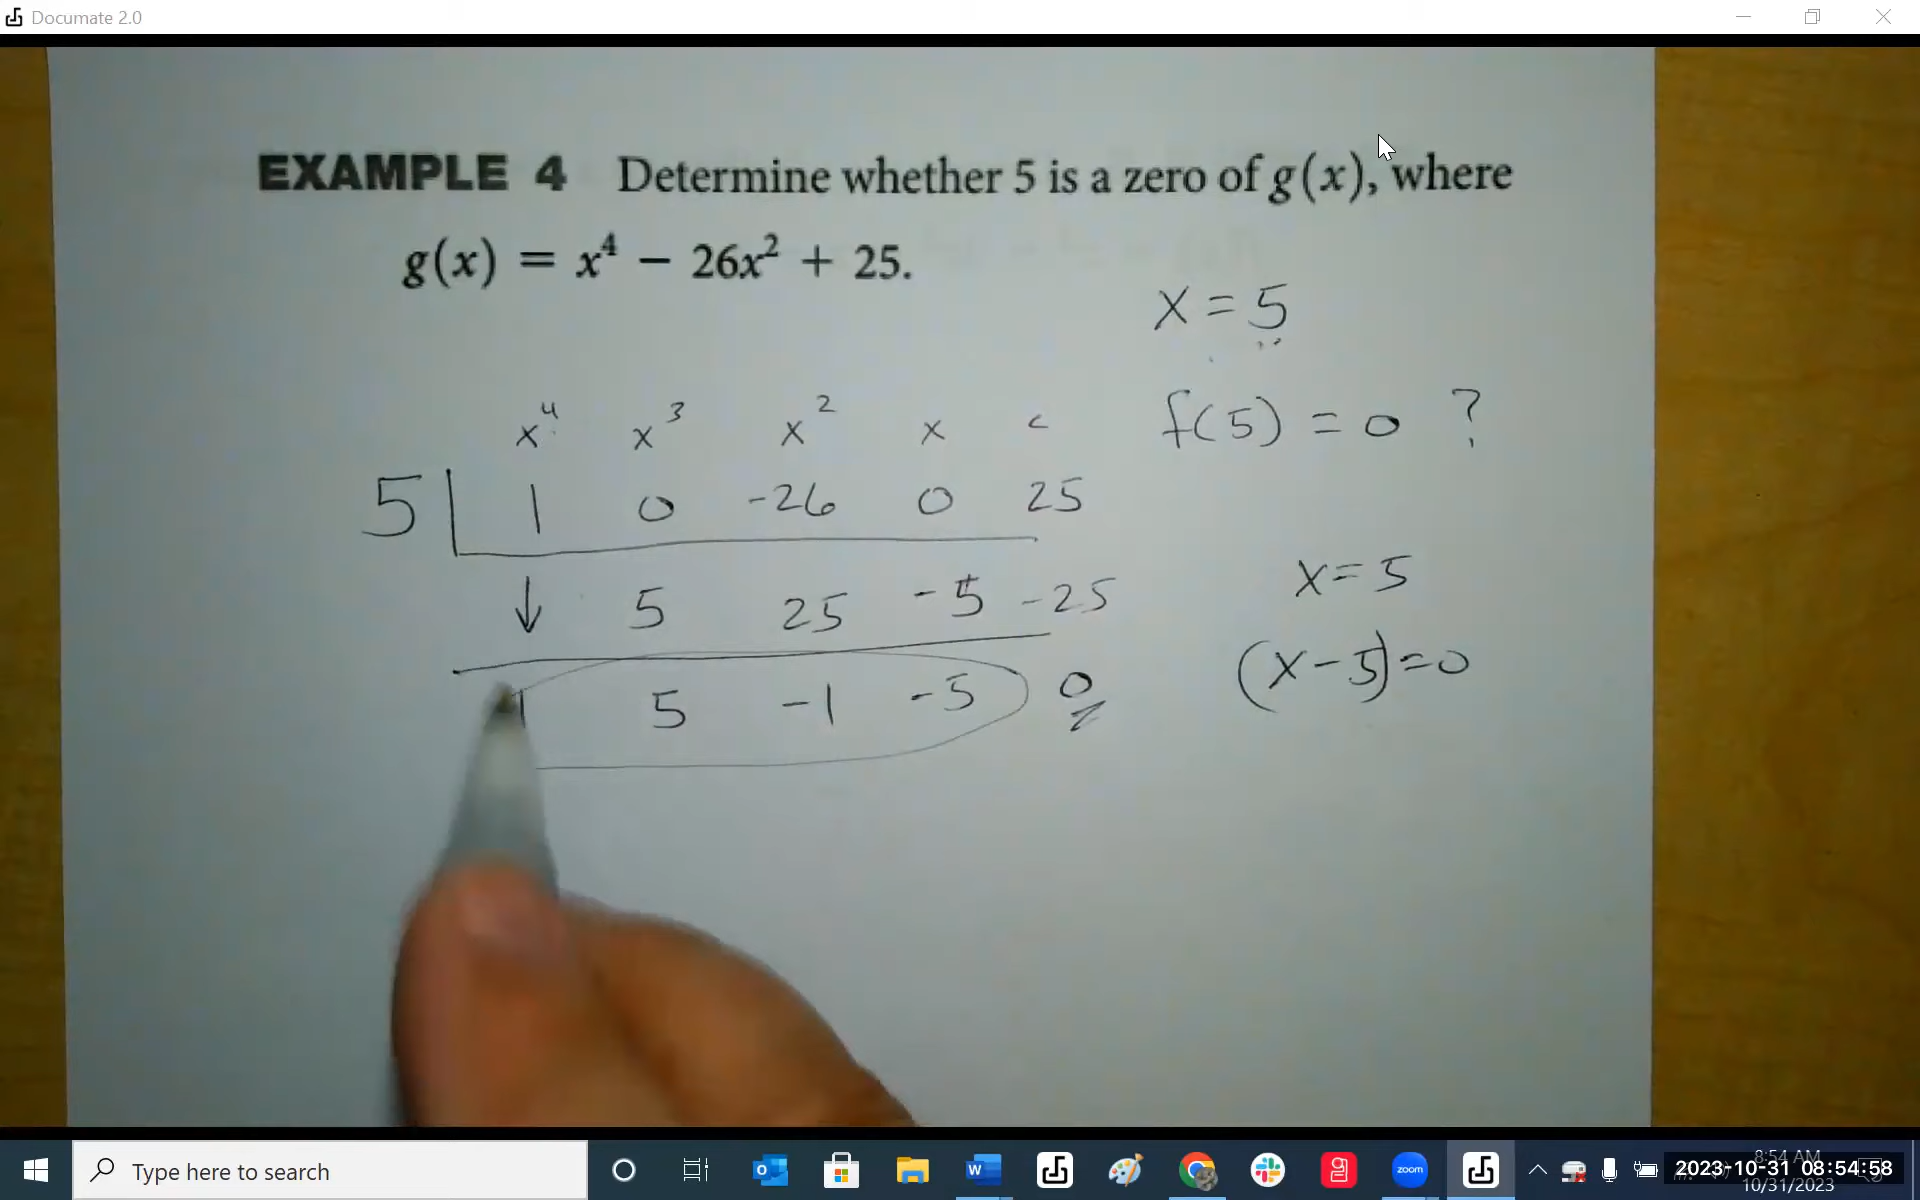 Documate 2.0
EXAMPLE 4 Determine whether 5 is a zero of g(x), where
g(x) = x⁴ − 26x² + 25.
x = 5
f(5) = 0 ?
x⁴ x³ x² x c
5 1 0 -26 0 25
↓ 5 25 -5 -25
1 5 -1 -5 0
x = 5
(x - 5) = 0
Type here to search
zoom
8:54 AM
2023-10-31 08:54:58
10/31/2023